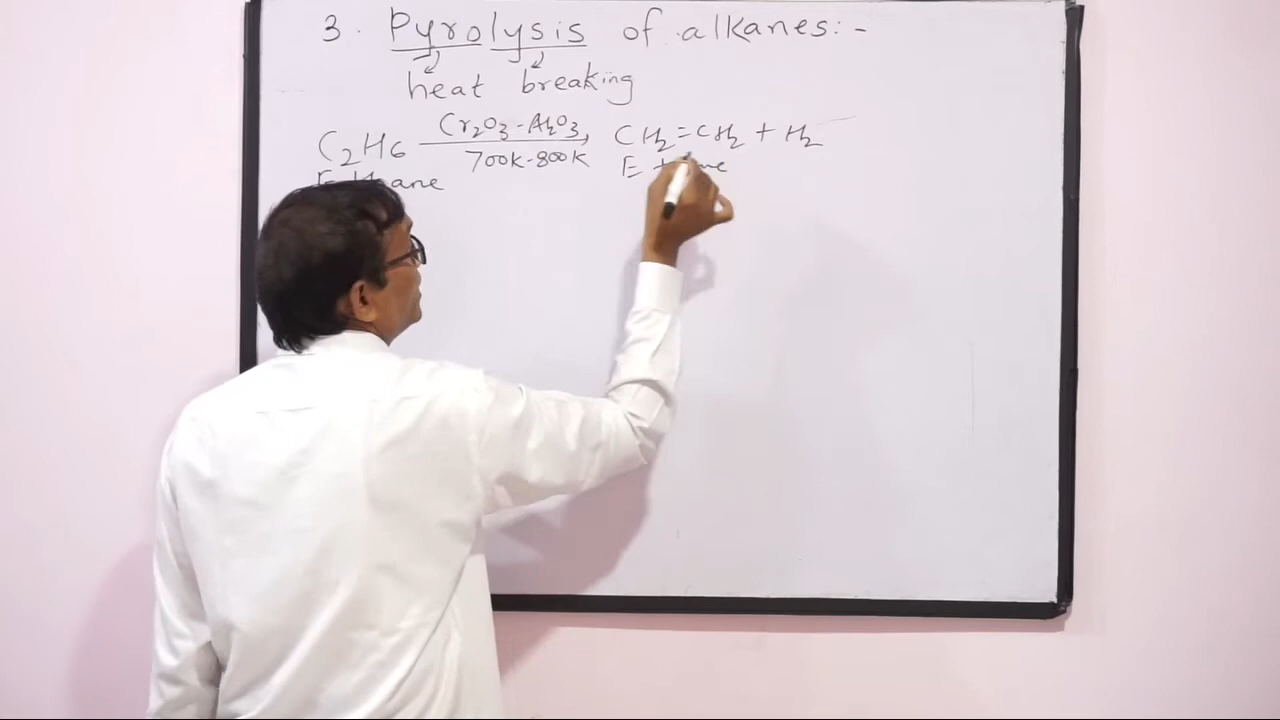 3. Pyrolysis of alkanes:-
heat breaking
C₂H₆ Cr₂O₃-Al₂O₃, CH₂=CH₂ + H₂
700K-800K